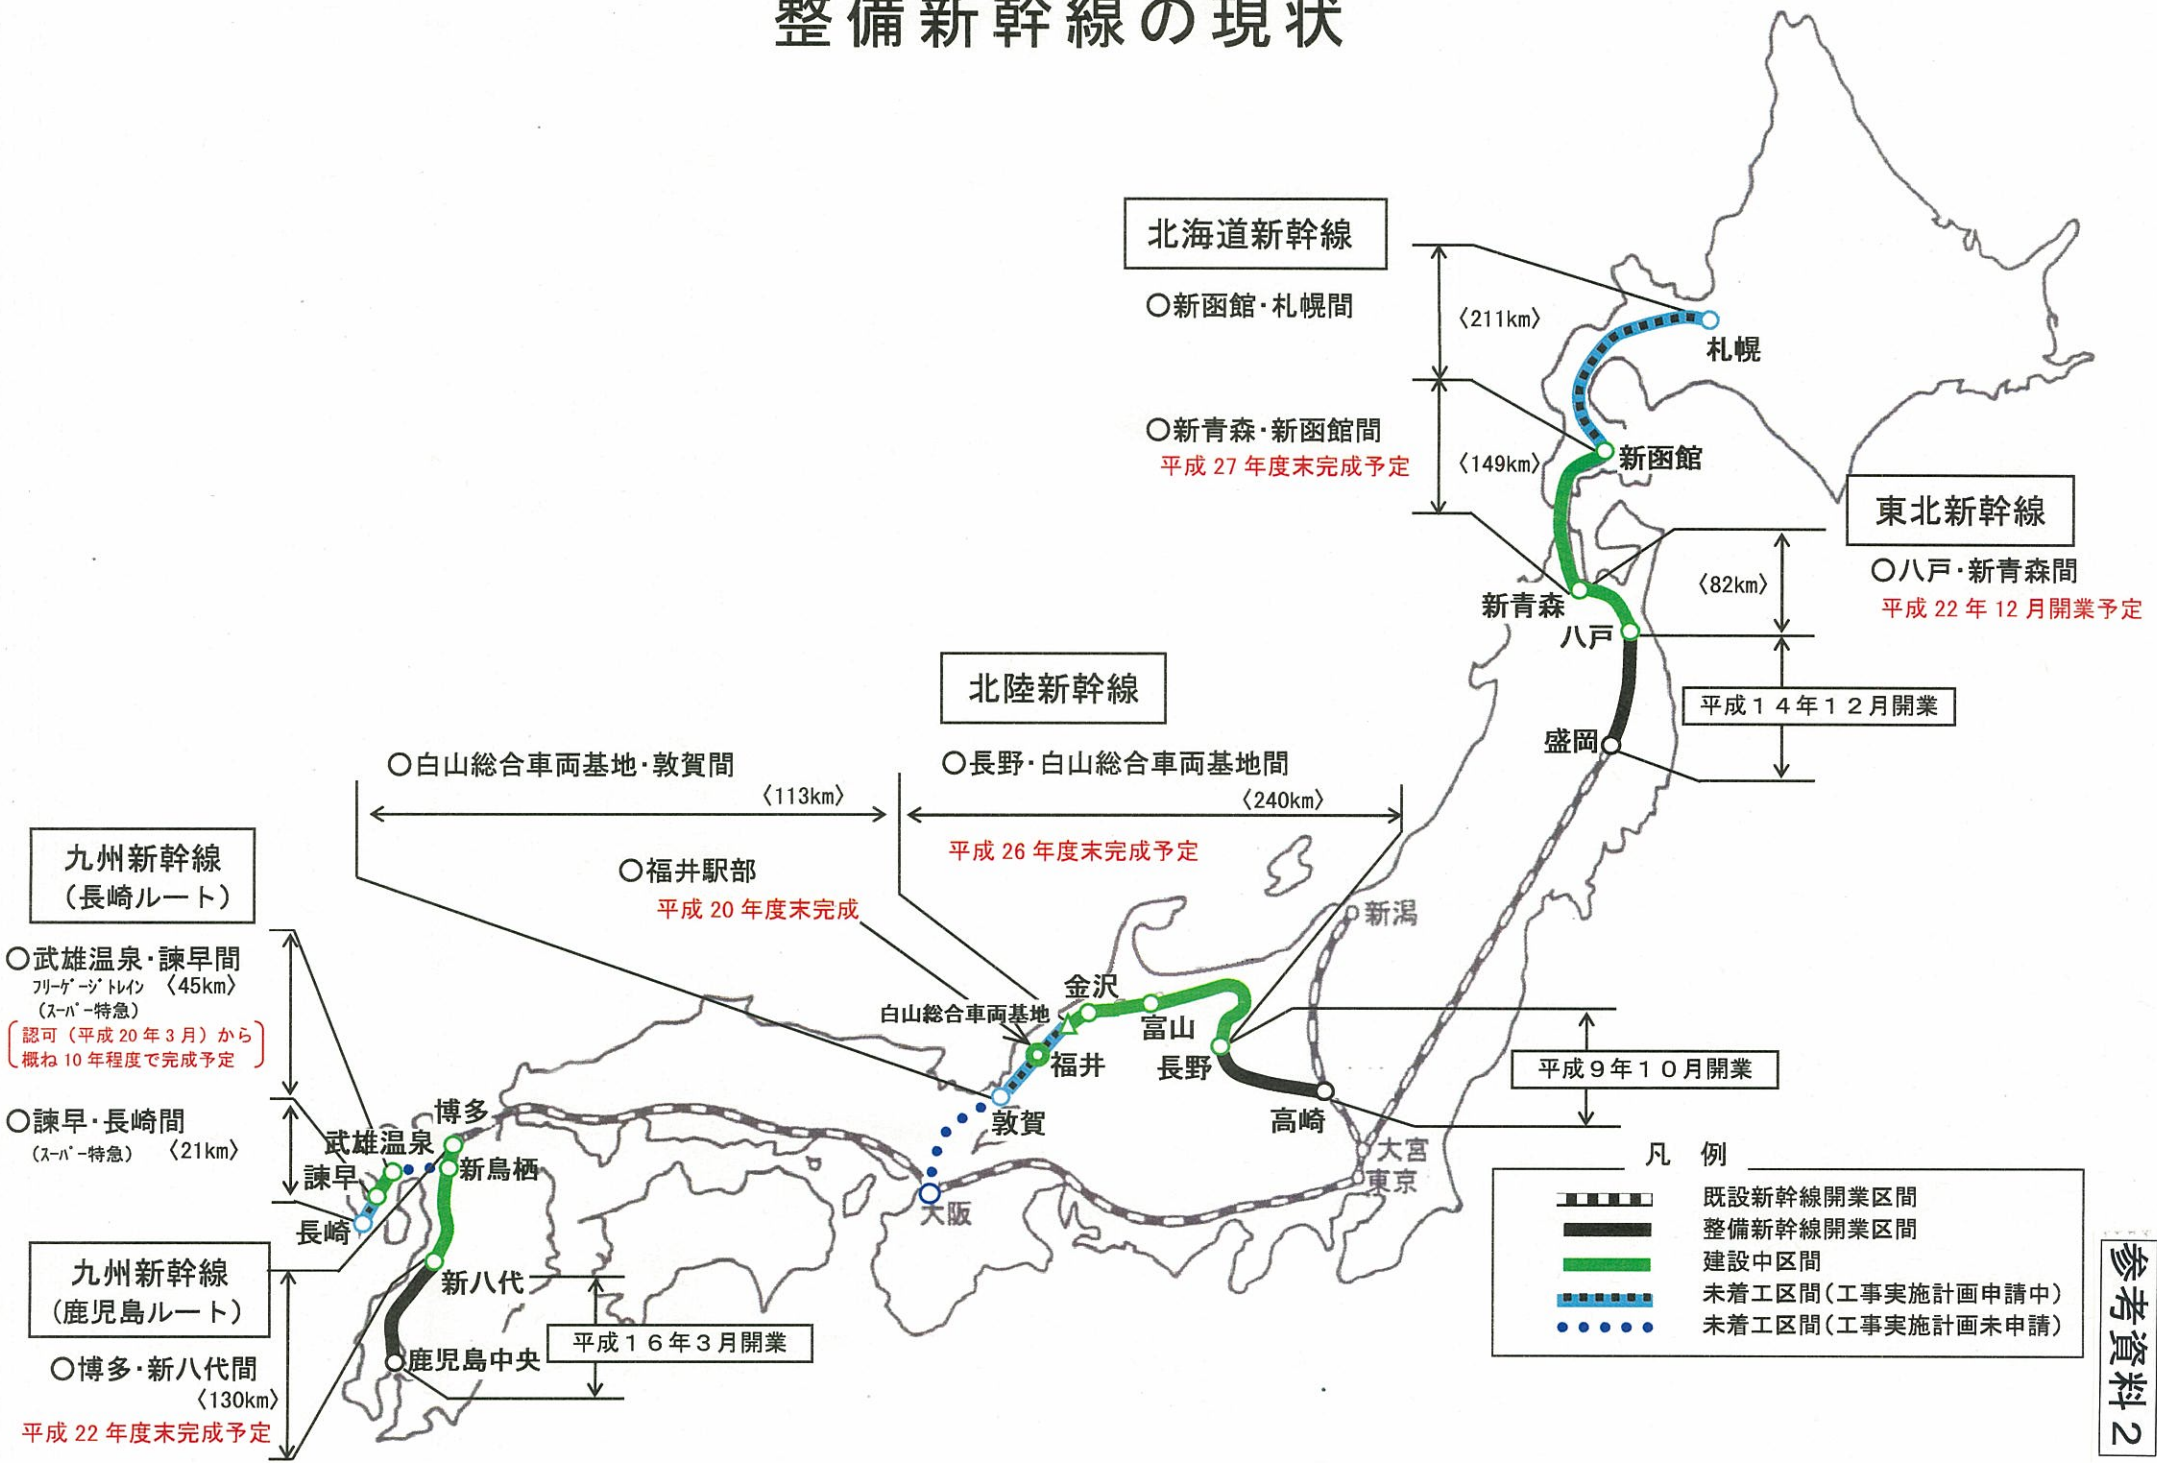 整備新幹線の現状
北海道新幹線
○新函館・札幌間
〈211km〉
札幌
○新青森・新函館間
平成27年度末完成予定
〈149km〉
新函館
東北新幹線
○八戸・新青森間
平成22年12月開業予定
〈82km〉
新青森
八戸
平成14年12月開業
盛岡
北陸新幹線
○白山総合車両基地・敦賀間
〈113km〉
○長野・白山総合車両基地間
〈240km〉
平成26年度末完成予定
○福井駅部
平成20年度末完成
新潟
金沢
白山総合車両基地
富山
福井
長野
敦賀
高崎
平成9年10月開業
大宮
東京
大阪
九州新幹線
(長崎ルート)
○武雄温泉・諫早間
フリーゲージトレイン 〈45km〉
(スーパー特急)
認可(平成20年3月)から
概ね10年程度で完成予定
○諫早・長崎間
(スーパー特急) 〈21km〉
博多
武雄温泉
新鳥栖
諫早
長崎
九州新幹線
(鹿児島ルート)
新八代
平成16年3月開業
鹿児島中央
○博多・新八代間
〈130km〉
平成22年度末完成予定
凡 例
既設新幹線開業区間
整備新幹線開業区間
建設中区間
未着工区間(工事実施計画申請中)
未着工区間(工事実施計画未申請)
参考資料2